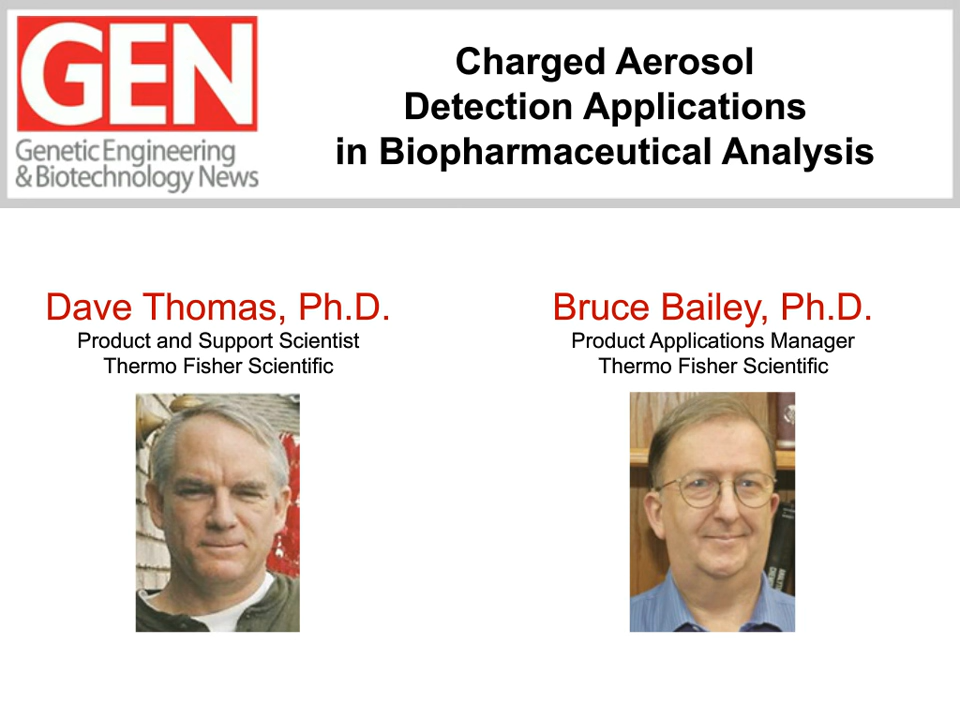 GEN
Genetic Engineering
& Biotechnology News
Charged Aerosol
Detection Applications
in Biopharmaceutical Analysis
Dave Thomas, Ph.D.
Product and Support Scientist
Thermo Fisher Scientific
Bruce Bailey, Ph.D.
Product Applications Manager
Thermo Fisher Scientific